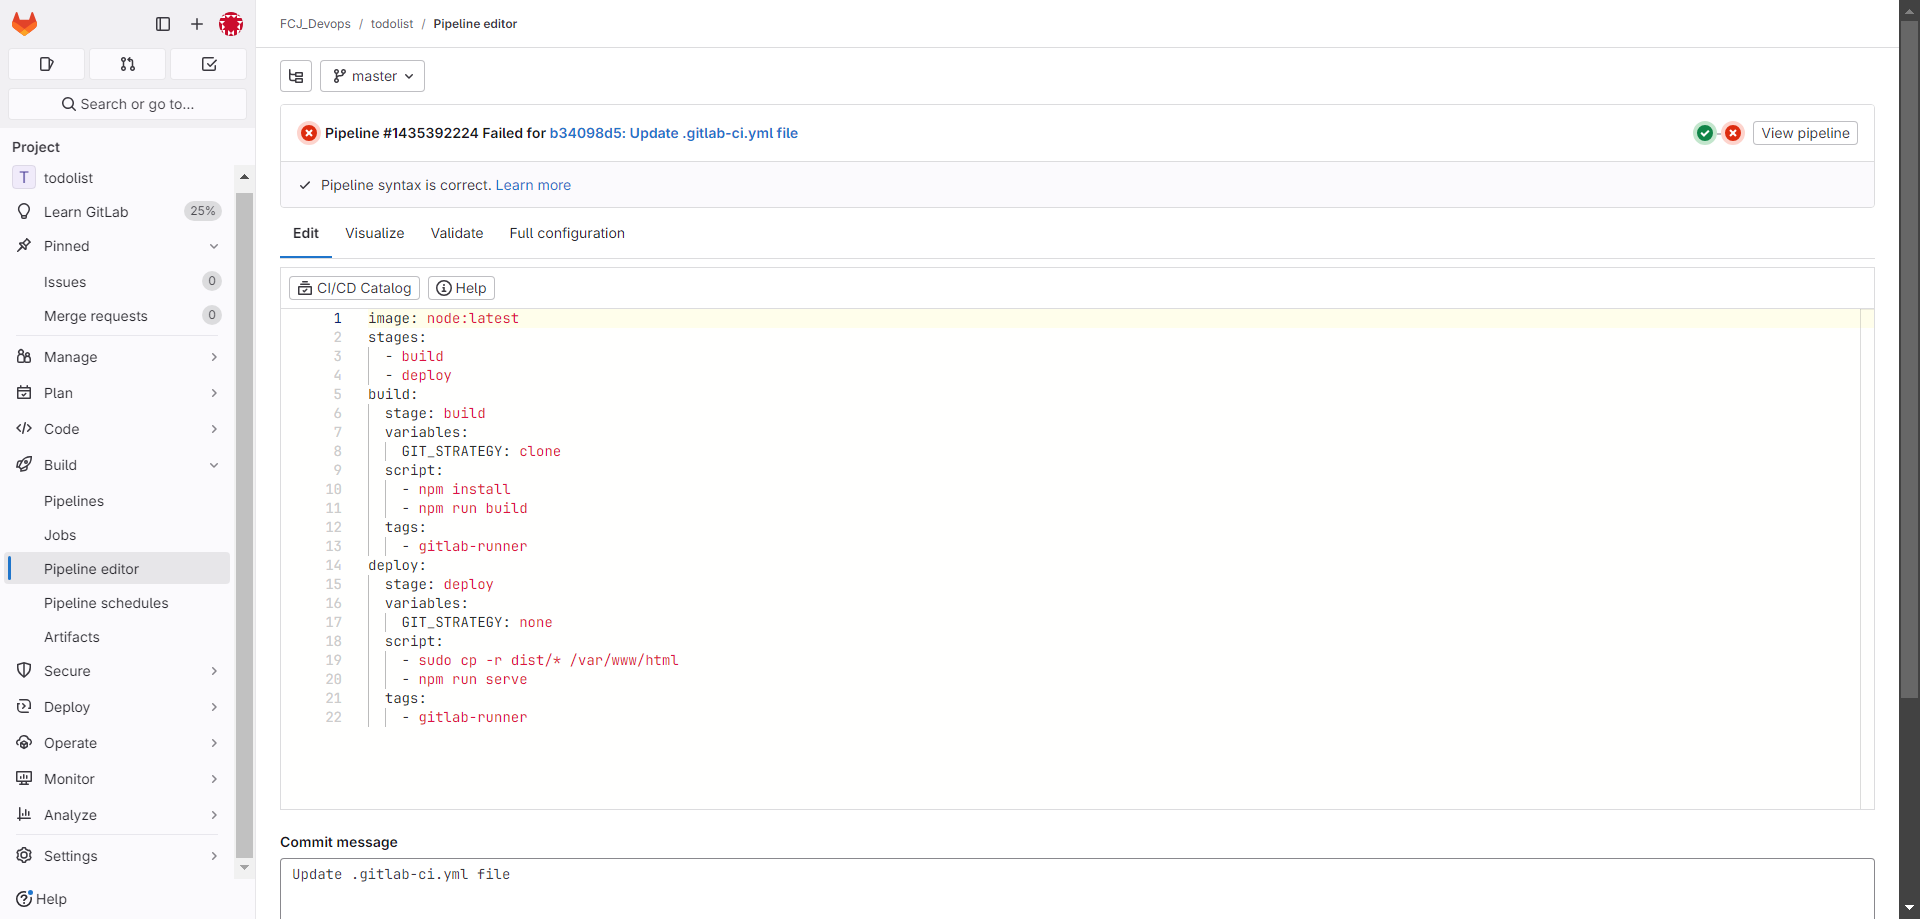 FCJ_Devops / todolist / Pipeline editor
Search or go to...
Project
T todolist
Learn GitLab 25%
Pinned
Issues 0
Merge requests 0
Manage
Plan
Code
Build
Pipelines
Jobs
Pipeline editor
Pipeline schedules
Artifacts
Secure
Deploy
Operate
Monitor
Analyze
Settings
Help
master
Pipeline #1435392224 Failed for b34098d5: Update .gitlab-ci.yml file
View pipeline
Pipeline syntax is correct. Learn more
Edit Visualize Validate Full configuration
CI/CD Catalog Help
1 image: node:latest
2 stages:
3 - build
4 - deploy
5 build:
6 stage: build
7 variables:
8 GIT_STRATEGY: clone
9 script:
10 - npm install
11 - npm run build
12 tags:
13 - gitlab-runner
14 deploy:
15 stage: deploy
16 variables:
17 GIT_STRATEGY: none
18 script:
19 - sudo cp -r dist/* /var/www/html
20 - npm run serve
21 tags:
22 - gitlab-runner
Commit message
Update .gitlab-ci.yml file